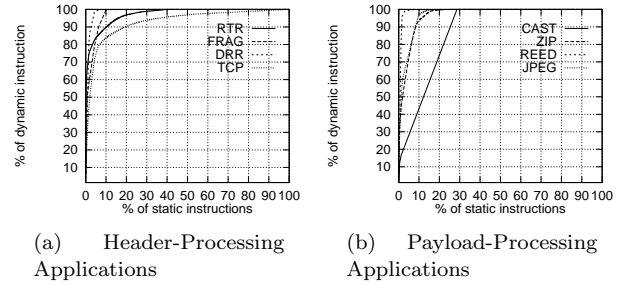 100
90
80
70
60
50
40
30
20
10
% of dynamic instruction
RTR
FRAG
DRR
TCP
0 10 20 30 40 50 60 70 80 90 100
% of static instructions
(a) Header-Processing
Applications
100
90
80
70
60
50
40
30
20
10
% of dynamic instruction
CAST
ZIP
REED
JPEG
0 10 20 30 40 50 60 70 80 90 100
% of static instructions
(b) Payload-Processing
Applications